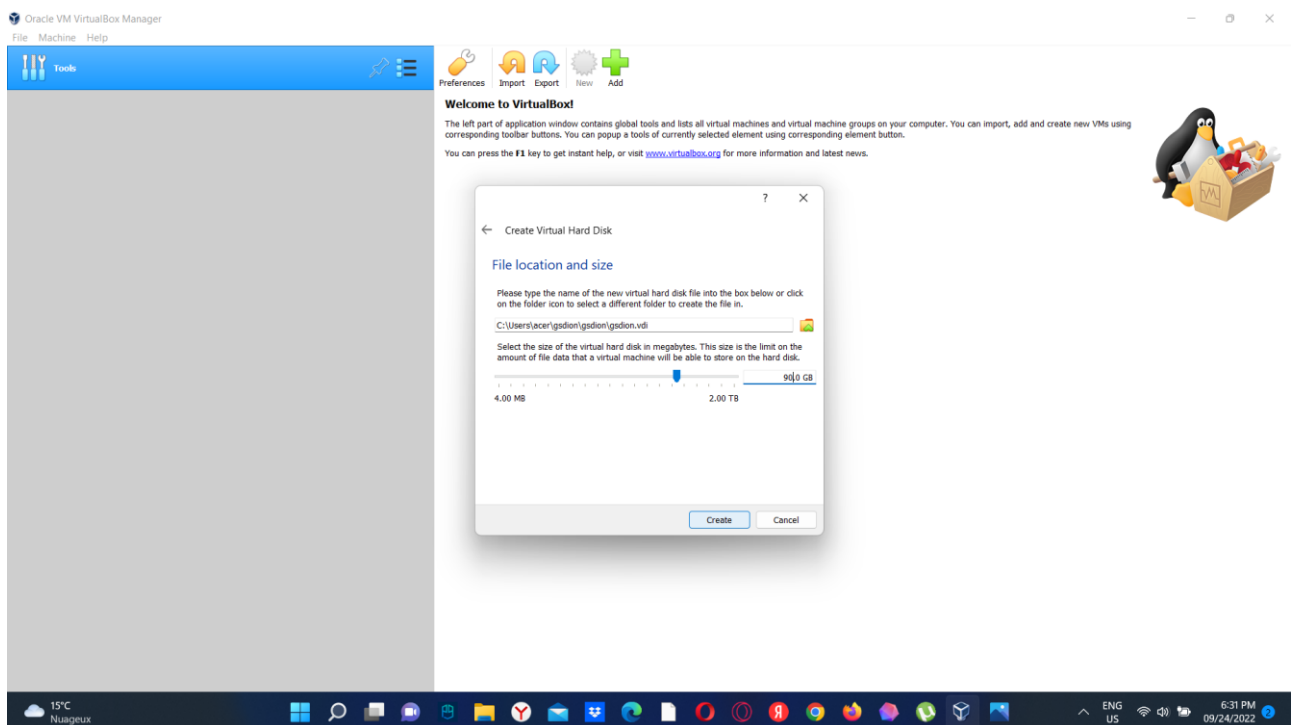 Oracle VM VirtualBox Manager
File Machine Help
Tools
Preferences Import Export New Add
Welcome to VirtualBox!
The left part of application window contains global tools and lists all virtual machines and virtual machine groups on your computer. You can import, add and create new VMs using
corresponding toolbar buttons. You can popup a tools of currently selected element using corresponding element button.
You can press the F1 key to get instant help, or visit www.virtualbox.org for more information and latest news.
?
Create Virtual Hard Disk
File location and size
Please type the name of the new virtual hard disk file into the box below or click
on the folder icon to select a different folder to create the file in.
C:\Users\acer\gsdion\gsdion\gsdion.vdi
Select the size of the virtual hard disk in megabytes. This size is the limit on the
amount of file data that a virtual machine will be able to store on the hard disk.
90.0 GB
4.00 MB 2.00 TB
Create Cancel
15°C
Nuageux
ENG
US
6:31 PM
09/24/2022
2